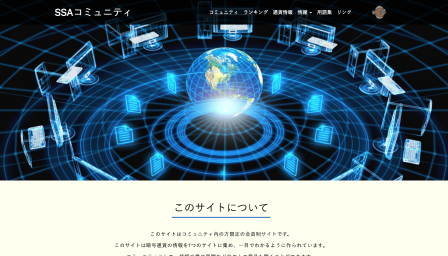 SSAコミュニティ
コミュニティ ランキング 通貨情報 情報 用語集 リンク
このサイトについて
このサイトはコミュニティ内の方限定の会員制サイトです。
このサイトでは暗号通貨の情報を1つのサイトに集め、一目でわかるように作られています。